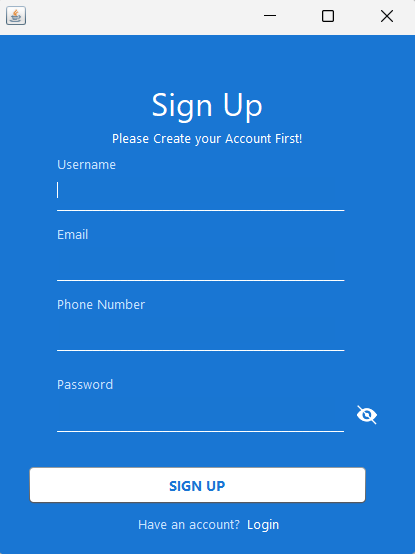 Sign Up
Please Create your Account First!
Username
Email
Phone Number
Password
SIGN UP
Have an account? Login